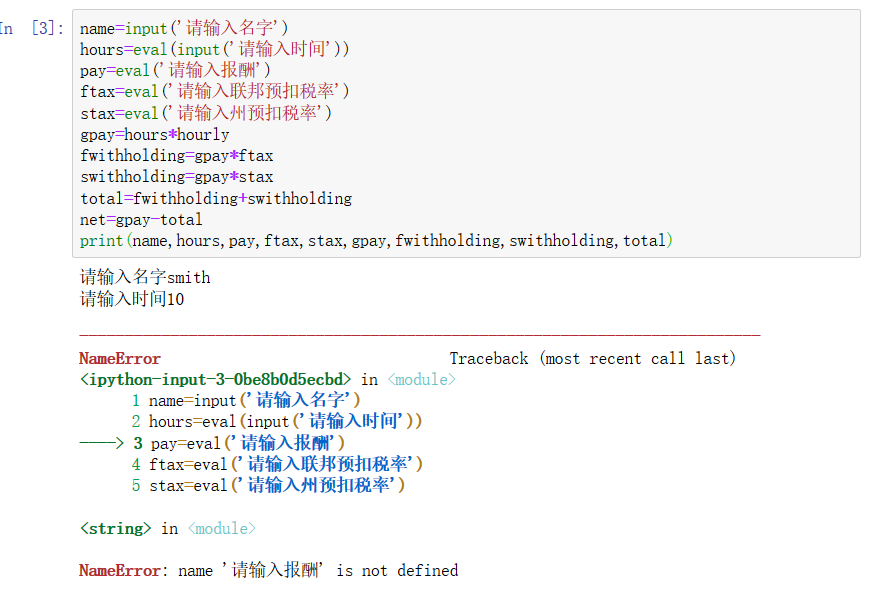 In [3]:
name=input('请输入名字')
hours=eval(input('请输入时间'))
pay=eval('请输入报酬')
ftax=eval('请输入联邦预扣税率')
stax=eval('请输入州预扣税率')
gpay=hours*hourly
fwithholding=gpay*ftax
swithholding=gpay*stax
total=fwithholding+swithholding
net=gpay-total
print(name,hours,pay,ftax,stax,gpay,fwithholding,swithholding,total)
请输入名字smith
请输入时间10
---------------------------------------------------------------------------
NameError Traceback (most recent call last)
<ipython-input-3-0be8b0d5ecbd> in <module>
1 name=input('请输入名字')
2 hours=eval(input('请输入时间'))
----> 3 pay=eval('请输入报酬')
4 ftax=eval('请输入联邦预扣税率')
5 stax=eval('请输入州预扣税率')
<string> in <module>
NameError: name '请输入报酬' is not defined